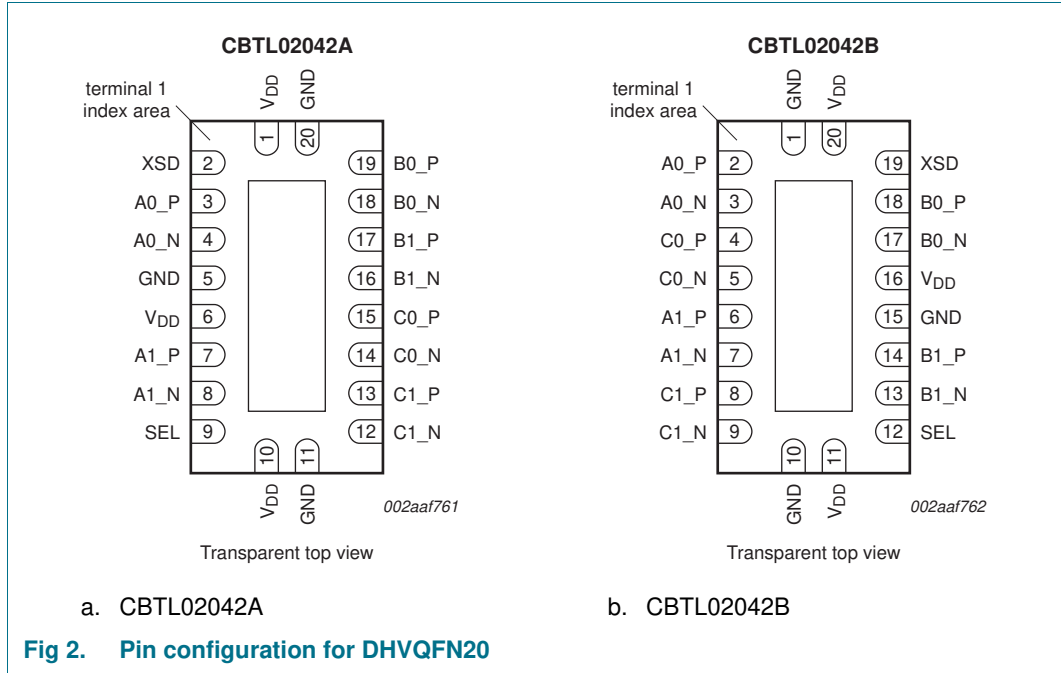 CBTL02042A
terminal 1
index area
VDD
GND
1
20
XSD 2
19 B0_P
A0_P 3
18 B0_N
A0_N 4
17 B1_P
GND 5
16 B1_N
VDD 6
15 C0_P
A1_P 7
14 C0_N
A1_N 8
13 C1_P
SEL 9
12 C1_N
10
11
VDD
GND
002aaf761
Transparent top view
a. CBTL02042A
CBTL02042B
terminal 1
index area
GND
VDD
1
20
A0_P 2
19 XSD
A0_N 3
18 B0_P
C0_P 4
17 B0_N
C0_N 5
16 VDD
A1_P 6
15 GND
A1_N 7
14 B1_P
C1_P 8
13 B1_N
C1_N 9
12 SEL
10
11
GND
VDD
002aaf762
Transparent top view
b. CBTL02042B
Fig 2. Pin configuration for DHVQFN20